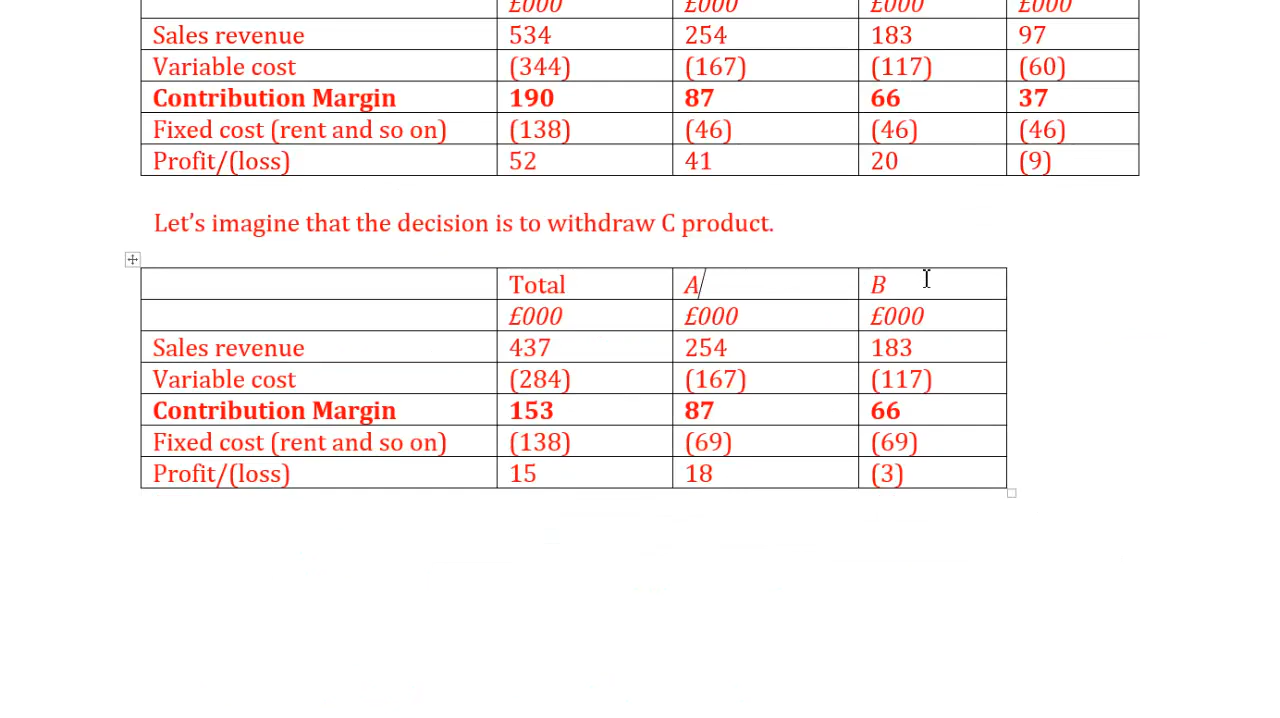 £000 £000 £000 £000
Sales revenue 534 254 183 97
Variable cost (344) (167) (117) (60)
Contribution Margin 190 87 66 37
Fixed cost (rent and so on) (138) (46) (46) (46)
Profit/(loss) 52 41 20 (9)
Let’s imagine that the decision is to withdraw C product.
Total A B
£000 £000 £000
Sales revenue 437 254 183
Variable cost (284) (167) (117)
Contribution Margin 153 87 66
Fixed cost (rent and so on) (138) (69) (69)
Profit/(loss) 15 18 (3)